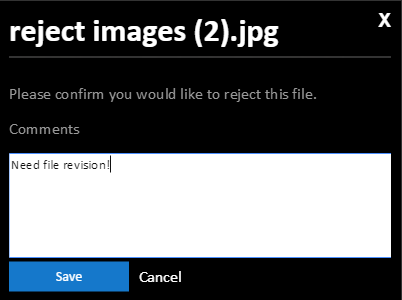 X
reject images (2).jpg
Please confirm you would like to reject this file.
Comments
Need file revision!
Save Cancel